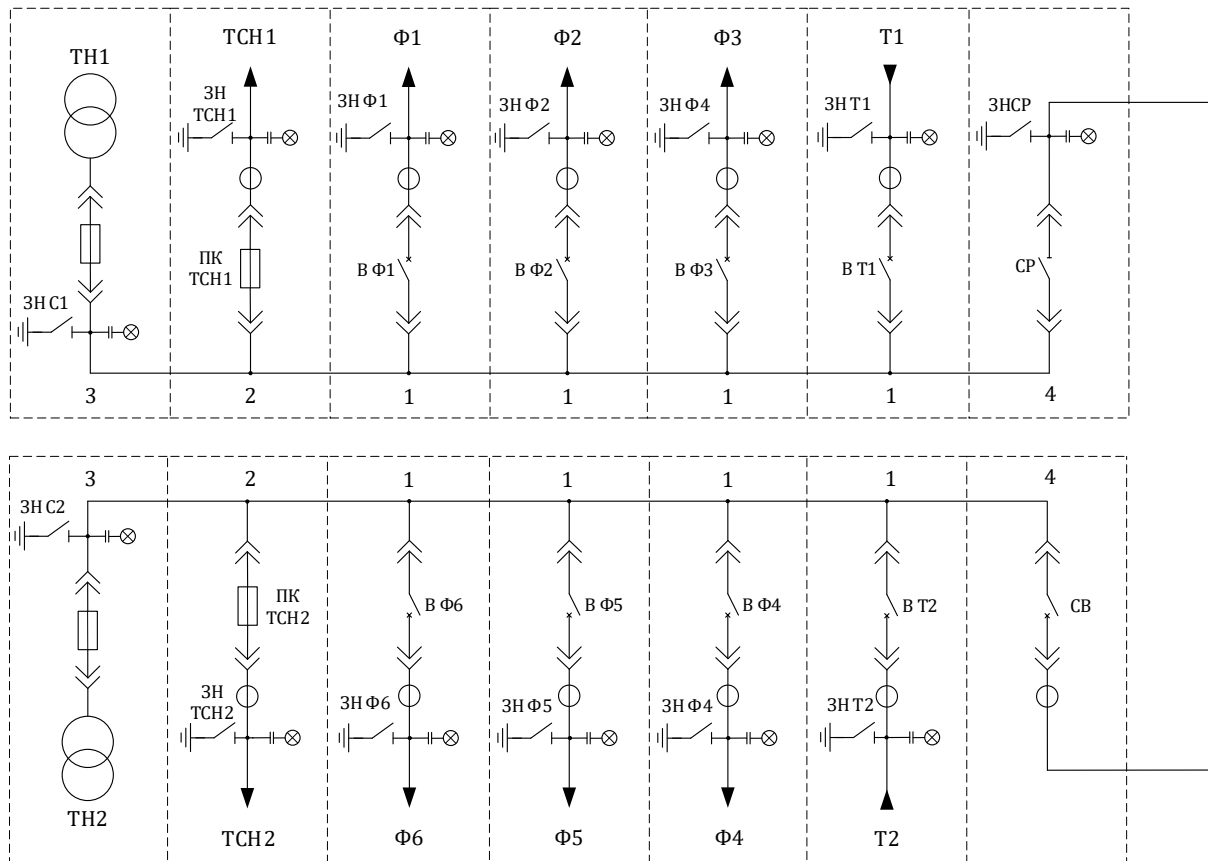 ТН1
ТСН1
Ф1
Ф2
Ф3
Т1
ЗН
ТСН1
ЗН Ф1
ЗН Ф2
ЗН Ф4
ЗН Т1
ЗНСР
ПК
ТСН1
В Ф1
В Ф2
В Ф3
В Т1
СР
ЗН С1
3
2
1
1
1
1
4
3
2
1
1
1
1
4
ЗН С2
ПК
ТСН2
В Ф6
В Ф5
В Ф4
В Т2
СВ
ЗН
ТСН2
ЗН Ф6
ЗН Ф5
ЗН Ф4
ЗН Т2
ТН2
ТСН2
Ф6
Ф5
Ф4
Т2